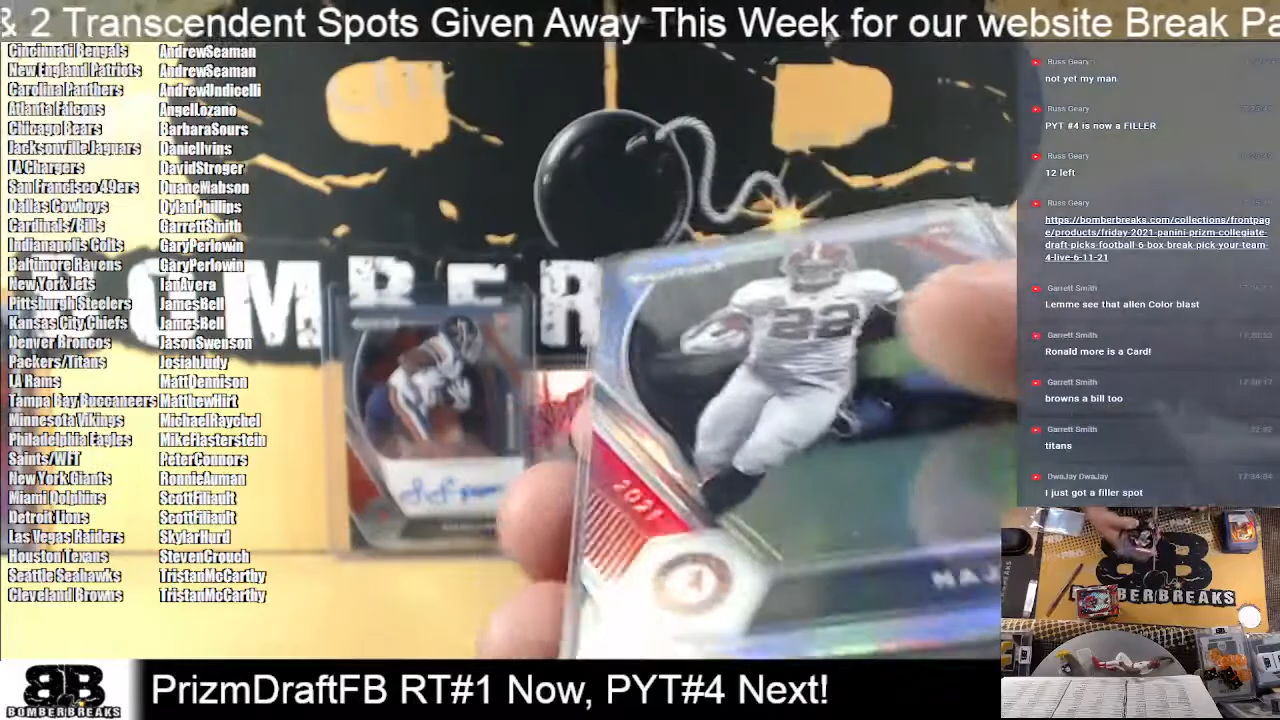 & 2 Transcendent Spots Given Away This Week for our website Break Pa
Cincinnati Bengals AndrewSeaman
New England Patriots AndrewSeaman
Carolina Panthers AndrewUndicelli
Atlanta Falcons AngelLozano
Chicago Bears BarbaraSours
Jacksonville Jaguars DanielIvins
LA Chargers DavidStroger
San Francisco 49ers DuaneMabson
Dallas Cowboys DylanPhillips
Cardinals/Bills GarrettSmith
Indianapolis Colts GaryPerlowin
Baltimore Ravens GaryPerlowin
New York Jets IanAvera
Pittsburgh Steelers JamesBell
Kansas City Chiefs JamesBell
Denver Broncos JasonSwenson
Packers/Titans JosiahJudy
LA Rams MattDennison
Tampa Bay Buccaneers MatthewHirt
Minnesota Vikings MichaelRaychel
Philadelphia Eagles MikeFlasterstein
Saints/WFT PeterConnors
New York Giants RonnieAuman
Miami Dolphins ScottFiliault
Detroit Lions ScottFiliault
Las Vegas Raiders SkylarHurd
Houston Texans StevenCrouch
Seattle Seahawks TristanMcCarthy
Cleveland Browns TristanMcCarthy
OMBER
22
2021
NAJ
Russ Geary
not yet my man
Russ Geary
PYT #4 is now a FILLER
Russ Geary
12 left
Russ Geary
https://bomberbreaks.com/collections/frontpag
e/products/friday-2021-panini-prizm-collegiate-
draft-picks-football-6-box-break-pick-your-team-
4-live-6-11-21
Garrett Smith
Lemme see that allen Color blast
Garrett Smith
Ronald more is a Card!
Garrett Smith
browns a bill too
Garrett Smith
titans
DwaJay DwaJay
I just got a filler spot
BB
MBERBREAKS
BB
BOMBERBREAKS
PrizmDraftFB RT#1 Now, PYT#4 Next!